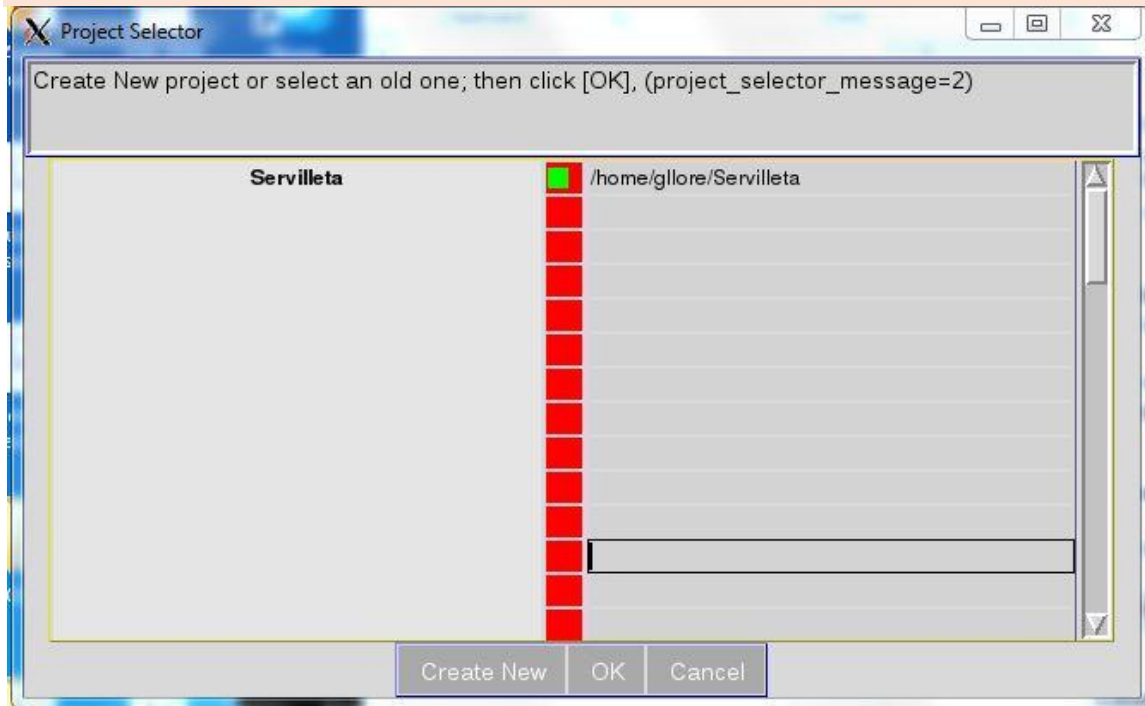 Project Selector
Create New project or select an old one; then click [OK], (project_selector_message=2)
Servilleta /home/gllore/Servilleta
Create New OK Cancel